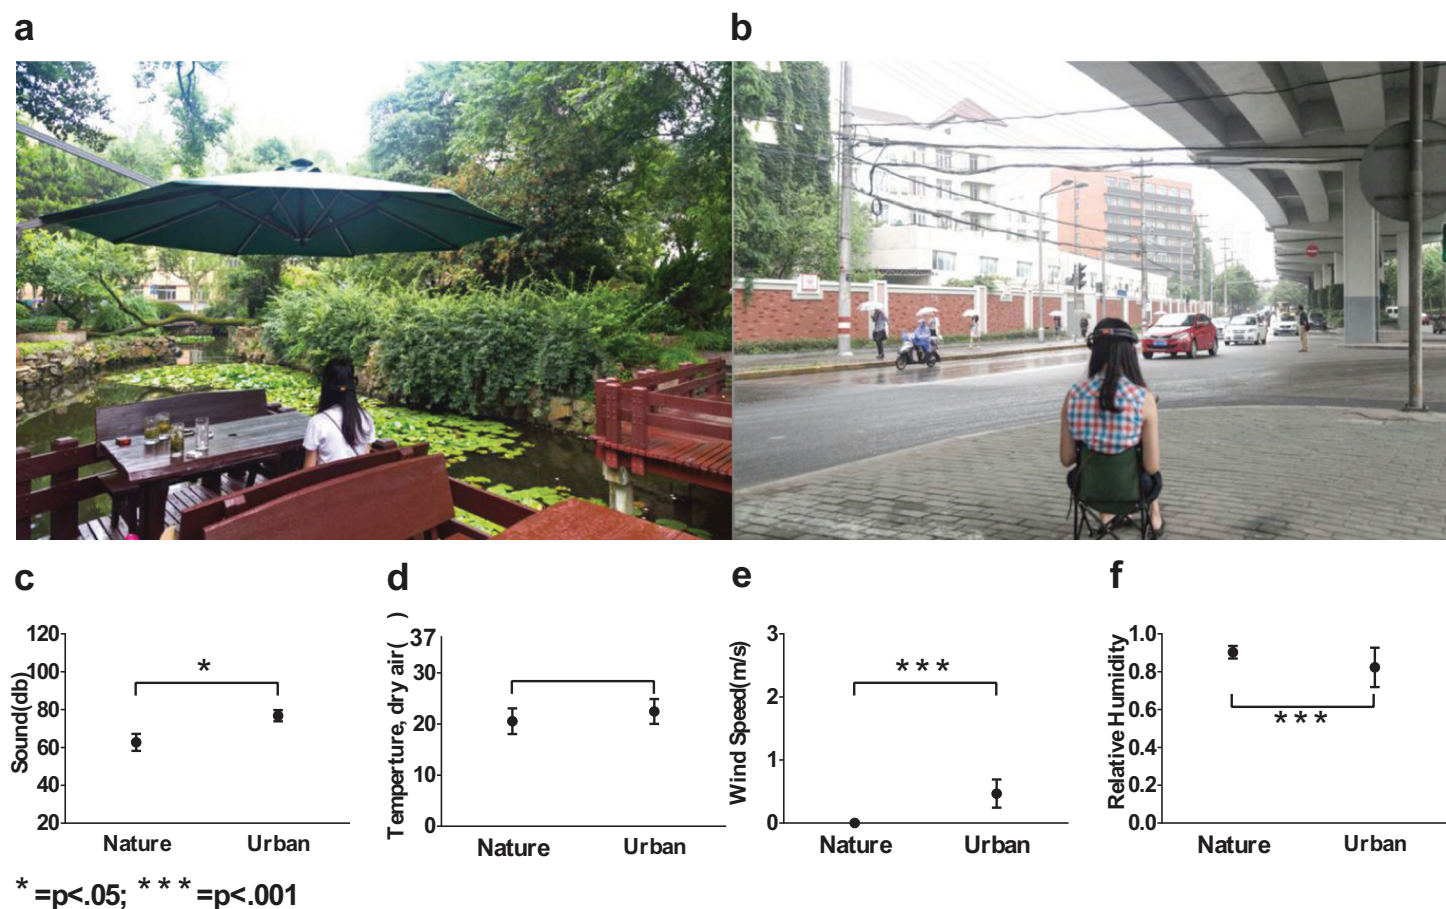 a
b
c
d
e
f
120
100
80
60
40
20
Sound(db)
*
Nature
Urban
37
30
20
10
0
Temperture, dry air( )
Nature
Urban
3
2
1
0
Wind Speed(m/s)
***
Nature
Urban
1.0
0.8
0.6
0.4
0.2
0.0
Relative Humidity
***
Nature
Urban
*=p<.05; ***=p<.001